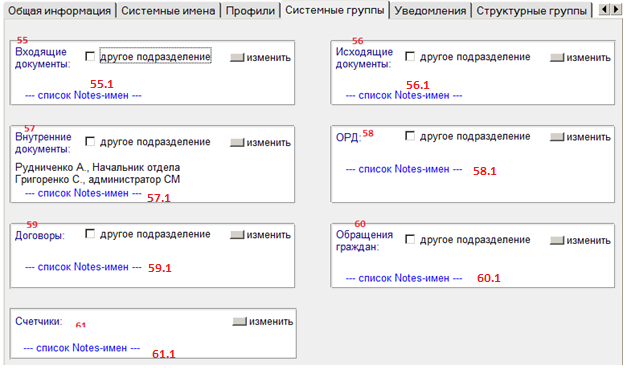 Общая информация Системные имена Профили Системные группы Уведомления Структурные группы
55
Входящие документы: другое подразделение изменить
55.1
--- список Notes-имен ---
56
Исходящие документы: другое подразделение изменить
56.1
--- список Notes-имен ---
57
Внутренние документы: другое подразделение изменить
Рудниченко А., Начальник отдела
Григоренко С., администратор СМ
--- список Notes-имен --- 57.1
ОРД: 58 другое подразделение изменить
--- список Notes-имен --- 58.1
59
Договоры: другое подразделение изменить
--- список Notes-имен --- 59.1
60
Обращения граждан: другое подразделение изменить
--- список Notes-имен --- 60.1
Счетчики: 61 изменить
--- список Notes-имен --- 61.1